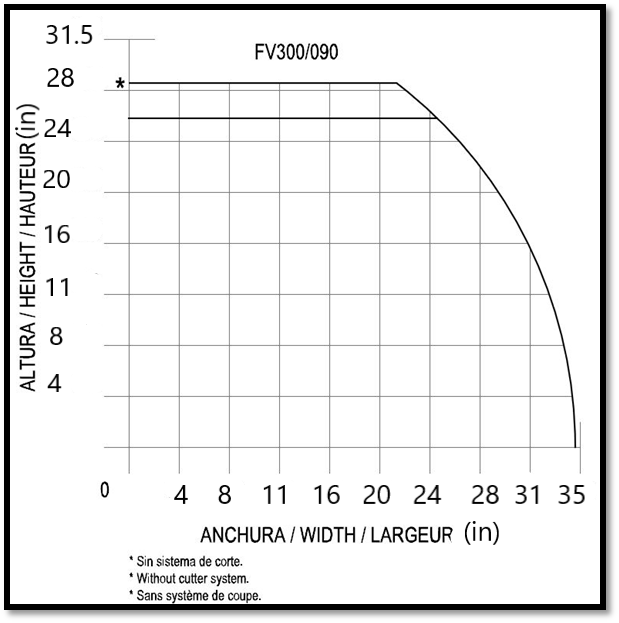 FV300/090
31.5
28
*
24
20
16
11
8
4
ALTURA / HEIGHT / HAUTEUR (in)
0 4 8 11 16 20 24 28 31 35
ANCHURA / WIDTH / LARGEUR (in)
* Sin sistema de corte.
* Without cutter system.
* Sans système de coupe.